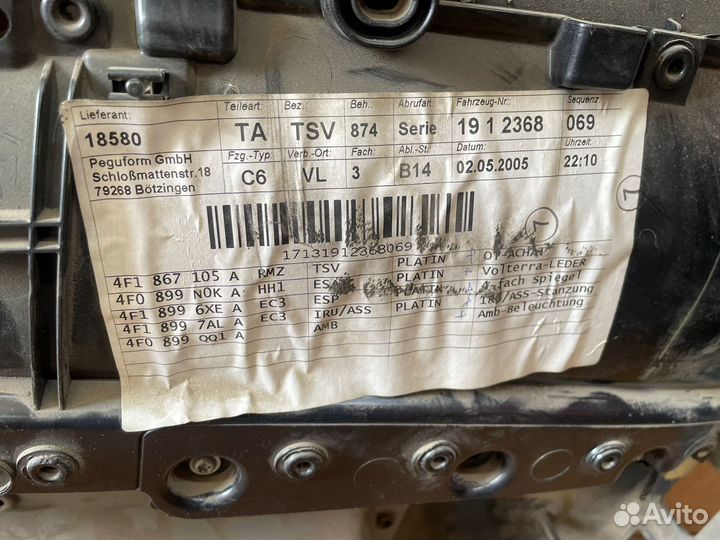 Lieferant: Teileart: Bez.: Beh.: Abrufart: Fahrzeug-Nr.: Sequenz
18580 TA TSV 874 Serie 19 1 2368 069
Peguform GmbH Fzg.-Typ Verb.-Ort: Fach: Abl.-St: Datum: Uhrzeit:
Schloßmattenstr.18 C6 VL 3 B14 02.05.2005 22:10
79268 Bötzingen
17131912368069
4F1 867 105 A RMZ TSV PLATIN
4F0 899 N0K A HH1 PLATIN Volterra-LEDER
4F1 899 6XE A EC3 ESP PLATIN Spiegel
4F1 899 7AL A EC3 IRU/ASS PLATIN IRU/ASS-Stanzung
4F0 899 QQ1 A AMB Amb-Beleuchtung
Avito